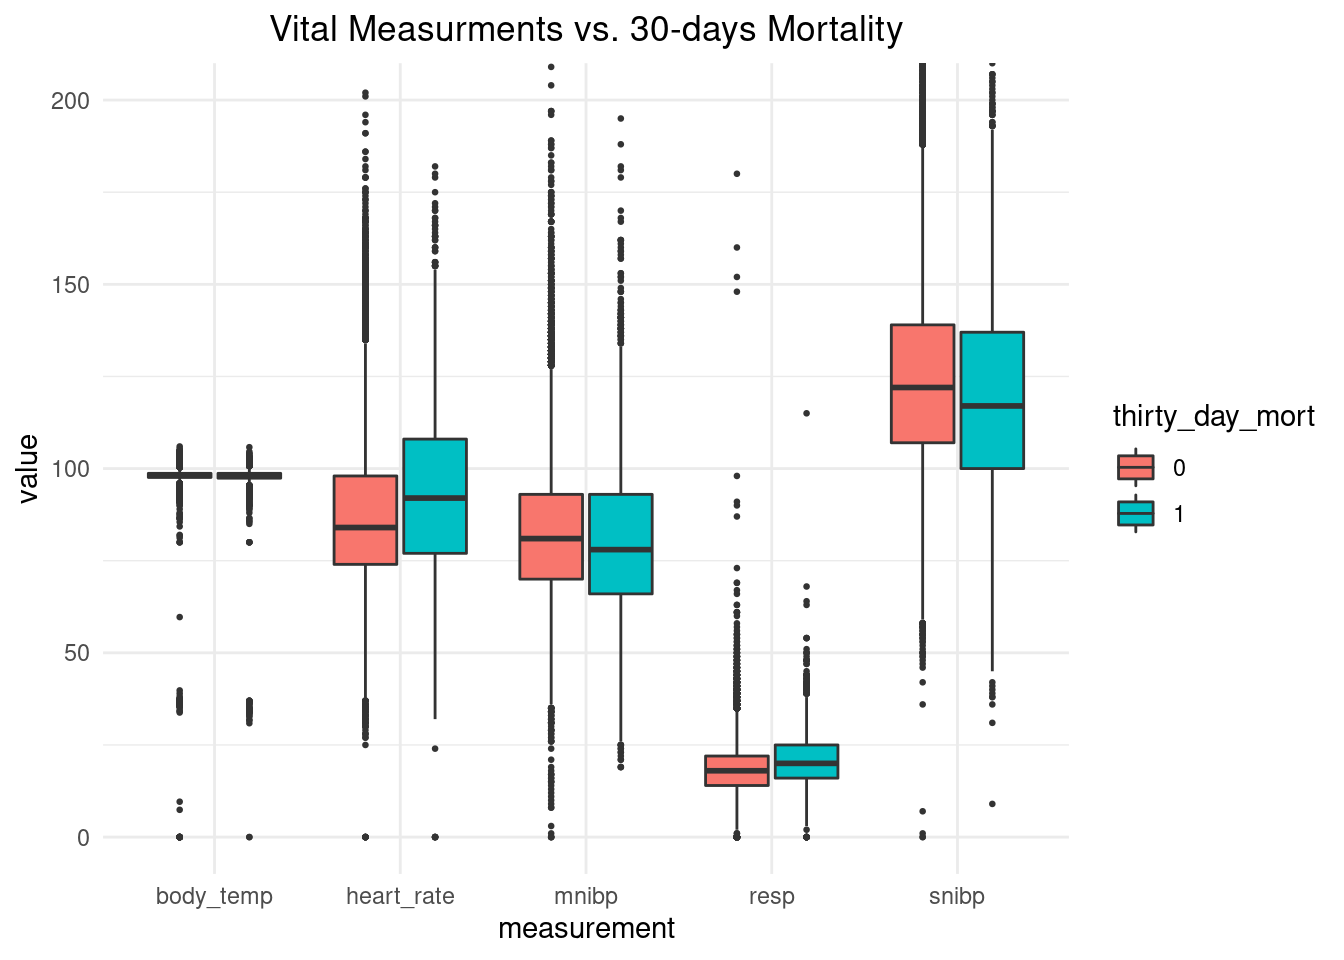 Vital Measurments vs. 30-days Mortality
value
200
150
100
50
0
body_temp
heart_rate
mnibp
resp
snibp
measurement
thirty_day_mort
0
1